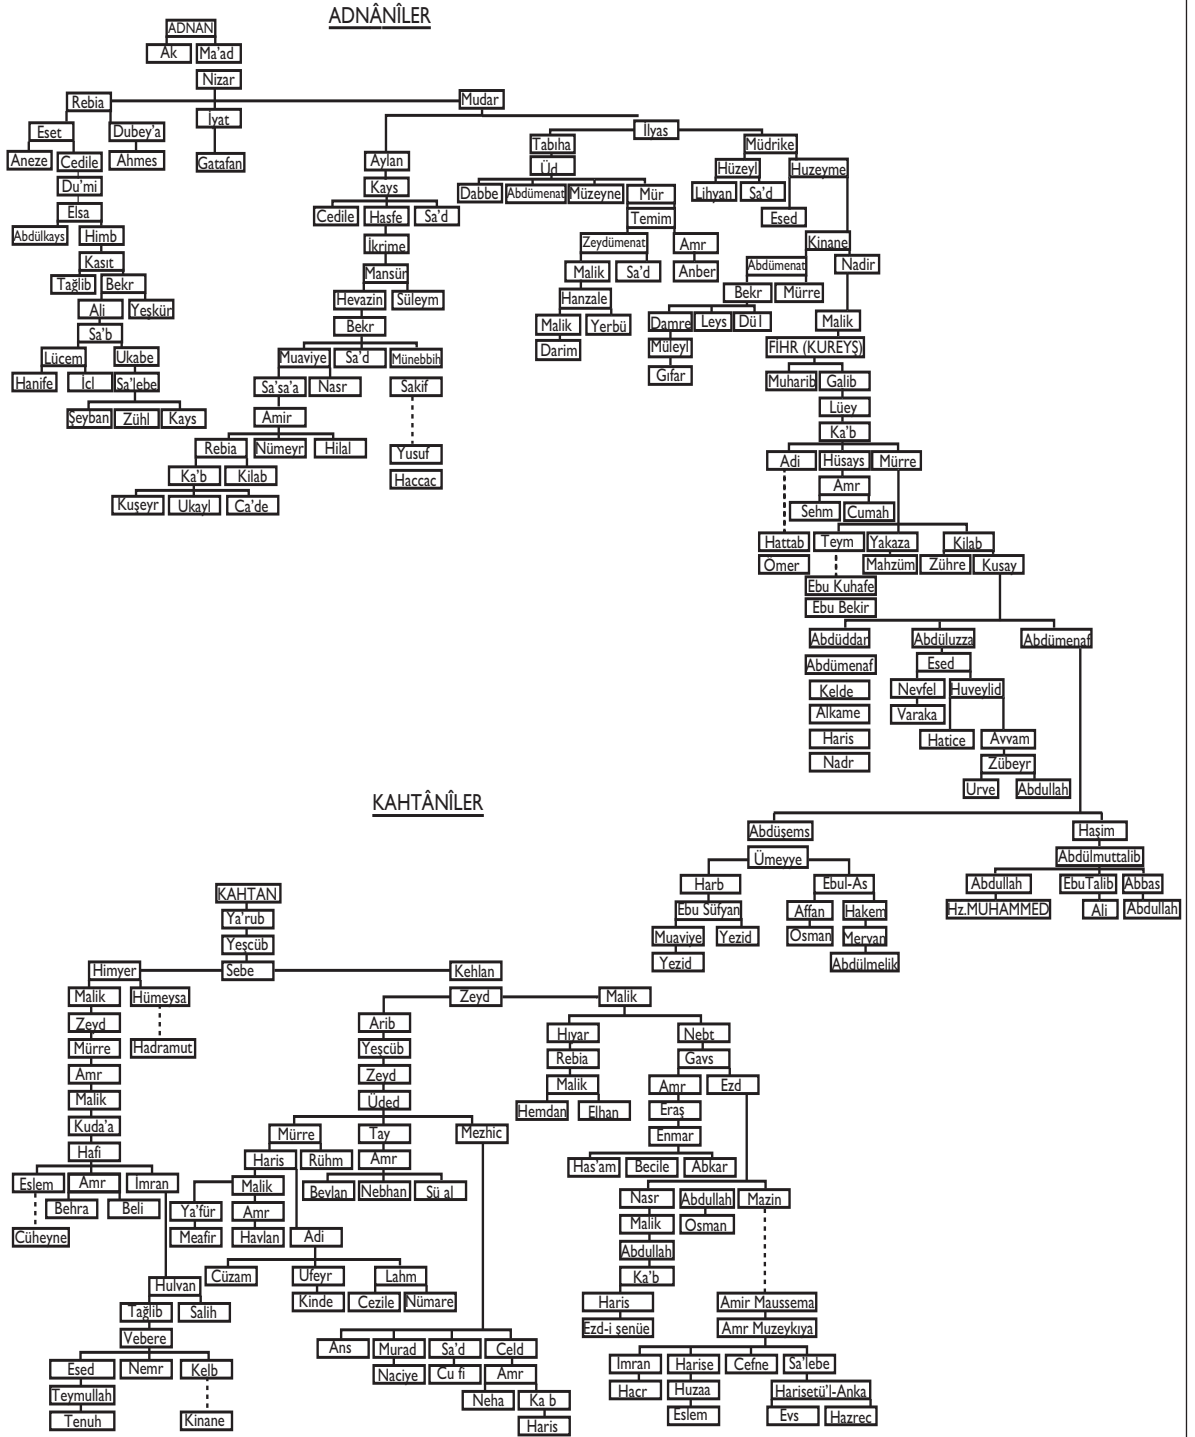 ADNÂNÎLER
ADNAN
Ak Ma'ad
Nizar
Rebia Mudar
İyat
Eset Dubey'a
Gatafan
Aneze Cedile Ahmes
Du'mi
Elsa
Abdülkays Himb
Kasıt
Tağlib Bekr
Ali Yeşkür
Sa'b
Lücem Ukabe
Hanife İcl Sa'lebe
Şeyban Zühl Kays
Aylan İlyas
Kays
Cedile Hasfe Sa'd
İkrime
Mansür
Hevazin Süleym
Bekr
Muaviye Sa'd Münebbih
Sa'sa'a Nasr Sakif
Amir
Rebia Nümeyr Hilal Yusuf
Haccac
Ka'b Kilab
Kuşeyr Ukayl Ca'de
Tabıha Müdrike
Üd
Dabbe Abdümenat Müzeyne Mür
Temim
Zeydümenat Amr
Malik Sa'd Anber
Hanzale
Malik Yerbü
Darim
Hüzeyl Huzeyme
Lihyan Sa'd
Esed
Kinane
Abdümenat Nadir
Bekr Mürre
Damre Leys Dü l Malik
Müleyl
Gıfar
FİHR (KUREYŞ)
Muharib Galib
Lüey
Ka'b
Adi Hüsays Mürre
Amr
Sehm Cumah
Hattab Teym Yakaza Kilab
Ömer Mahzüm Zühre Kusay
Ebu Kuhafe
Ebu Bekir
Abdüddar Abdüluzza Abdümenaf
Abdümenaf Esed
Kelde Nevfel Huveylid
Alkame Varaka
Haris Hatice Avvam
Nadr Zübeyr
Urve Abdullah
Abdüşems Haşim
Ümeyye Abdülmuttalib
Harb Ebul-As Abdullah Ebu Talib Abbas
Ebu Süfyan Affan Hakem Hz.MUHAMMED Ali Abdullah
Muaviye Yezid Osman Mervan
Yezid Abdülmelik
KAHTÂNÎLER
KAHTAN
Ya'rub
Yeşcüb
Himyer Sebe Kehlan
Malik Hümeysa
Zeyd
Mürre Hadramut
Amr
Malik
Kuda'a
Hafi
Eslem Amr Imran
Behra Beli
Cüheyne
Hulvan
Tağlib Salih
Vebere
Esed Nemr Kelb
Teymullah
Tenuh Kinane
Zeyd Malik
Arib
Yeşcüb
Zeyd
Üded
Mürre Tay Mezhic
Haris Rühm Amr
Malik Bevlan Nebhan Sü al
Ya'für Amr
Meafir Havlan Adi
Cüzam Ufeyr Lahm
Kinde Cezile Nümare
Ans Murad Sa'd Celd
Naciye Cu fi Amr
Neha Ka b
Haris
Hıyar Nebt
Rebia Gavs
Malik Amr Ezd
Hemdan Elhan Eraş
Enmar
Has'am Becile Abkar
Nasr Abdullah Mazin
Malik Osman
Abdullah
Ka'b
Haris Amir Maussema
Ezd-i şenüe Amr Muzeykıya
Imran Harise Cefne Sa'lebe
Hacr Huzaa Harisetü'l-Anka
Eslem Evs Hazrec